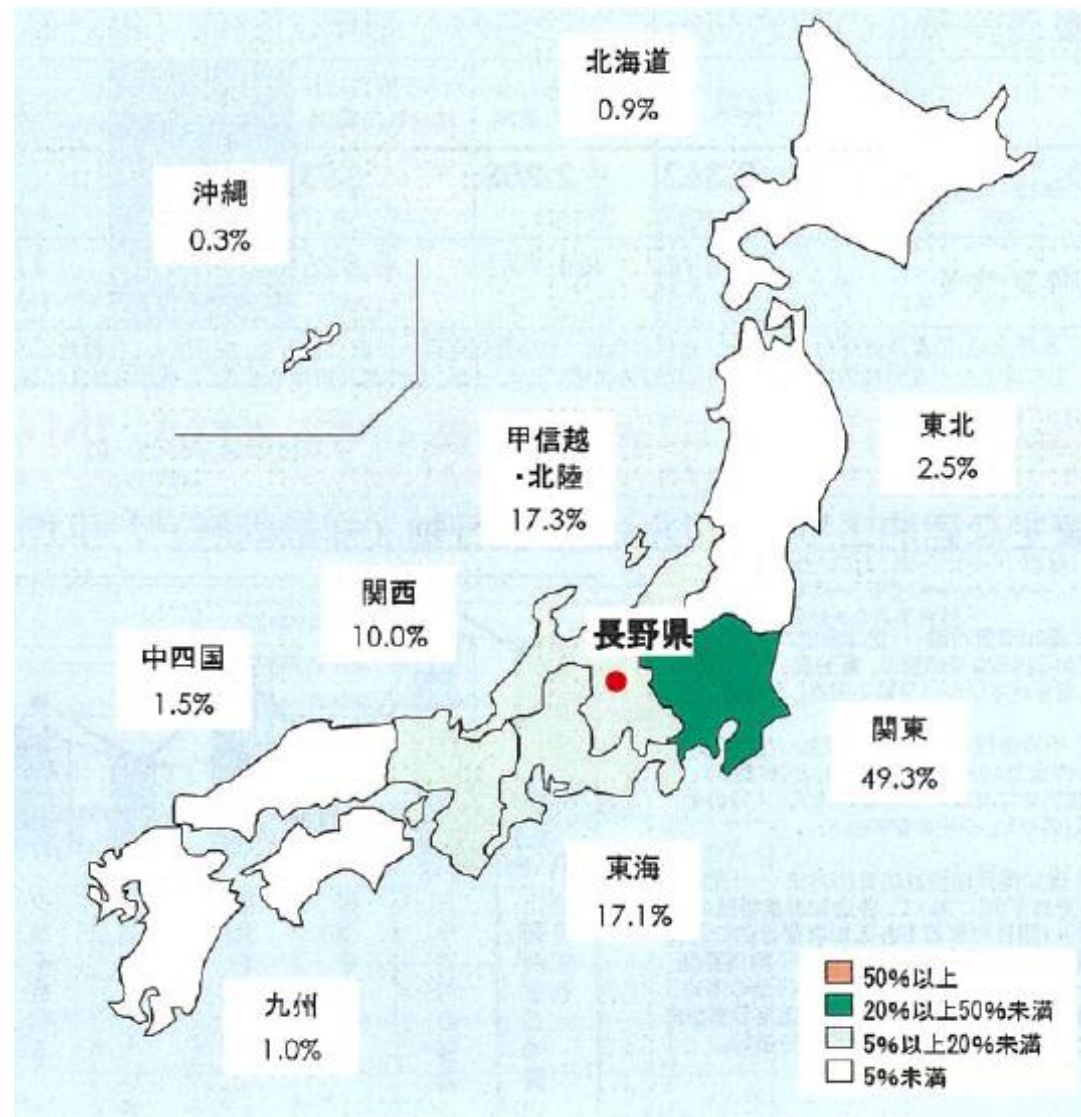 北海道
0.9%
沖縄
0.3%
東北
2.5%
甲信越
・北陸
17.3%
関西
10.0%
長野県
中四国
1.5%
関東
49.3%
東海
17.1%
九州
1.0%
50%以上
20%以上50%未満
5%以上20%未満
5%未満